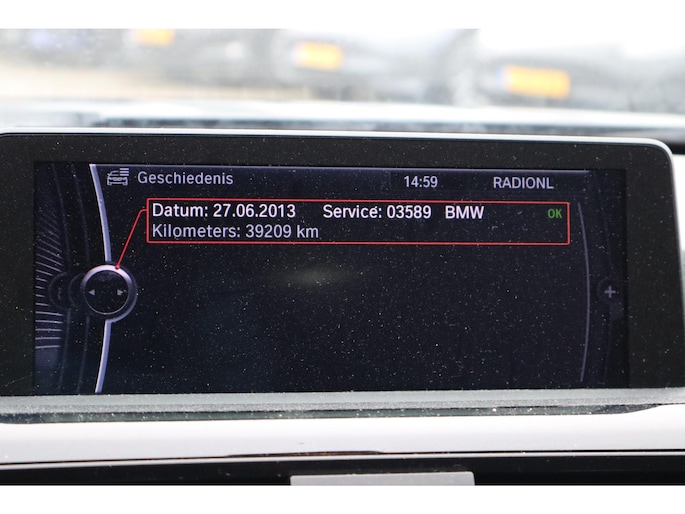 Geschiedenis 14:59 RADIONL
Datum: 27.06.2013 Service: 03589 BMW OK
Kilometers: 39209 km